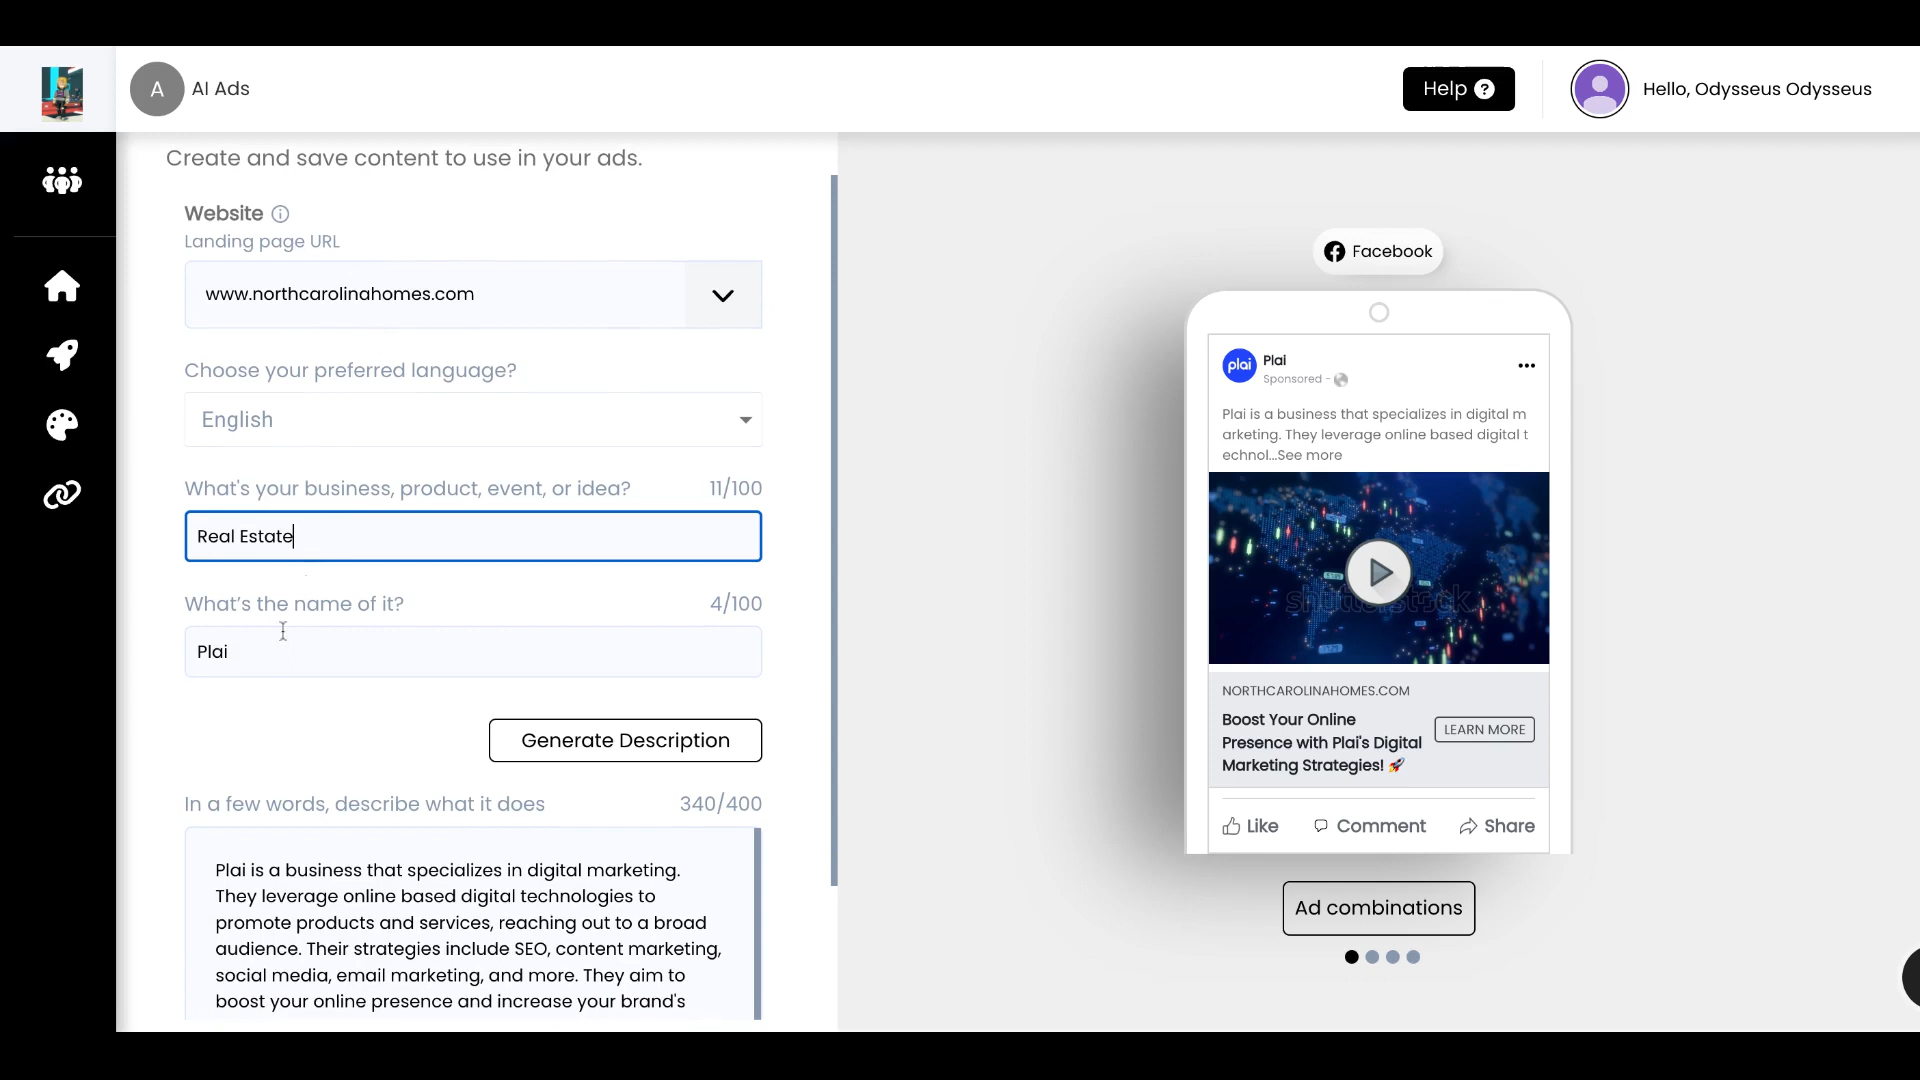 A
AI Ads
Help ?
Hello, Odysseus Odysseus
Create and save content to use in your ads.
Website
Landing page URL
www.northcarolinahomes.com
Choose your preferred language?
English
What's your business, product, event, or idea?
11/100
Real Estate
What's the name of it?
4/100
Plai
Generate Description
In a few words, describe what it does
340/400
Plai is a business that specializes in digital marketing.
They leverage online based digital technologies to
promote products and services, reaching out to a broad
audience. Their strategies include SEO, content marketing,
social media, email marketing, and more. They aim to
boost your online presence and increase your brand's
Facebook
plai
Plai
Sponsored -
Plai is a business that specializes in digital m
arketing. They leverage online based digital t
echnol...See more
shutterstock
NORTHCAROLINAHOMES.COM
Boost Your Online
Presence with Plai's Digital
Marketing Strategies! 🚀
LEARN MORE
Like
Comment
Share
Ad combinations